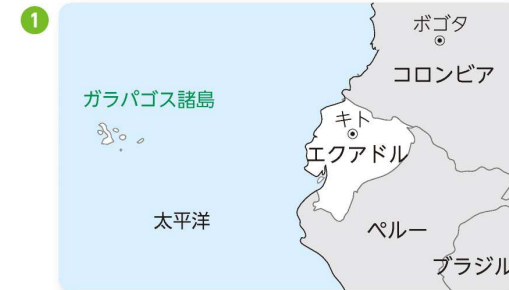 1
ボゴタ
コロンビア
ガラパゴス諸島
キト
エクアドル
太平洋
ペルー
ブラジル